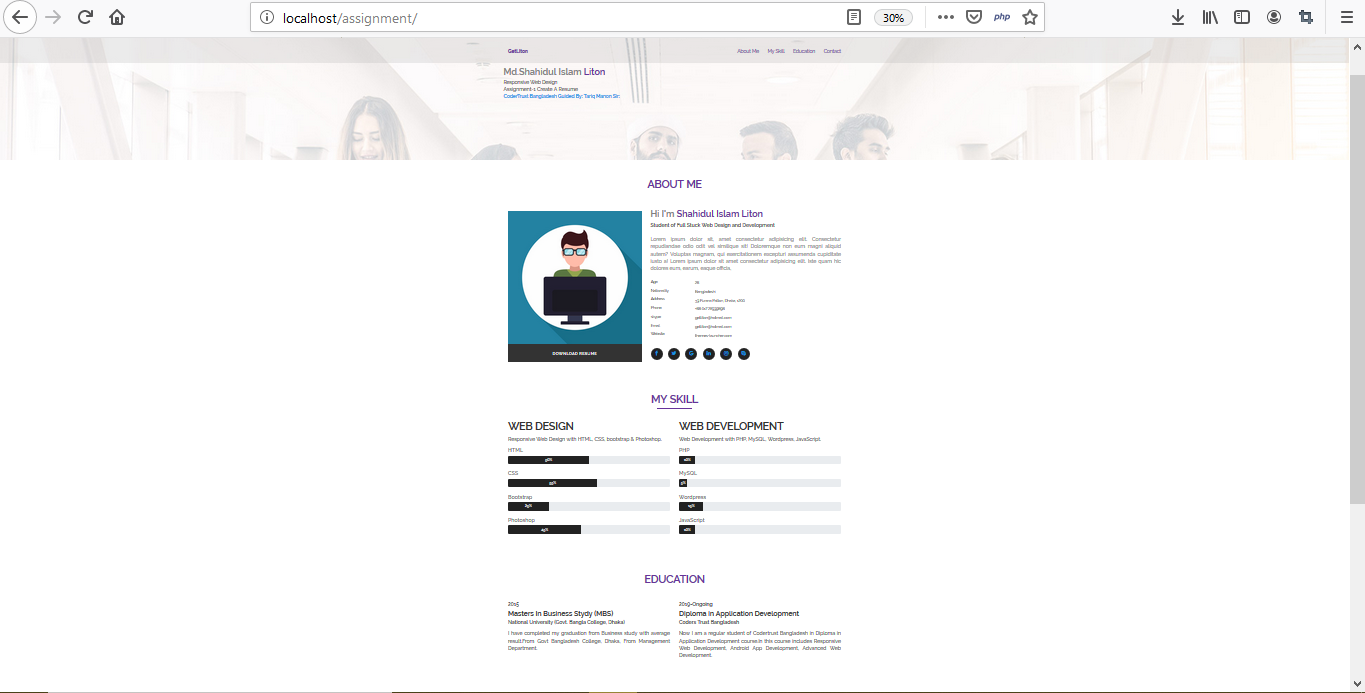 localhost/assignment/
30%
php
GetLiton
About Me My Skill Education Contact
Md.Shahidul Islam Liton
Responsive Web Design
Assignment-1 Create A Resume
CoderTrust Bangladesh Guided By: Tariq Manon Sir;
ABOUT ME
Hi I'm Shahidul Islam Liton
Student of Full Stuck Web Design and Development
Lorem ipsum dolor sit, amet consectetur adipisicing elit. Consectetur
repudiandae odio odit vel similique sit! Doloremque non eum magni aliquid
autem? Voluptas magnam, qui exercitationem excepturi assumenda cupiditate
iusto a! Lorem ipsum dolor sit amet consectetur adipisicing elit. Iste quam hic
dolores eum, earum, eaque officia.
Age
Nationality Bangladesh
Address
Phone
skype
Email
Website
DOWNLOAD RESUME
MY SKILL
WEB DESIGN
Responsive Web Design with HTML, CSS, bootstrap & Photoshop.
HTML
50%
CSS
55%
Bootstrap
25%
Photoshop
45%
WEB DEVELOPMENT
Web Development with PHP, MySQL, Wordpress, JavaScript.
PHP
10%
MySQL
5%
Wordpress
15%
JavaScript
10%
EDUCATION
2015
Masters in Business Stydy (MBS)
National University (Govt. Bangla College, Dhaka)
I have completed my graduation from Business study with average
result.From Govt Bangladesh College, Dhaka, From Management
Department.
2019-Ongoing
Diploma in Application Development
Coders Trust Bangladesh
Now I am a regular student of Codertrust Bangladesh in Diploma in
Application Development course.In this course includes Responsive
Web Development, Android App Development, Advanced Web
Development.